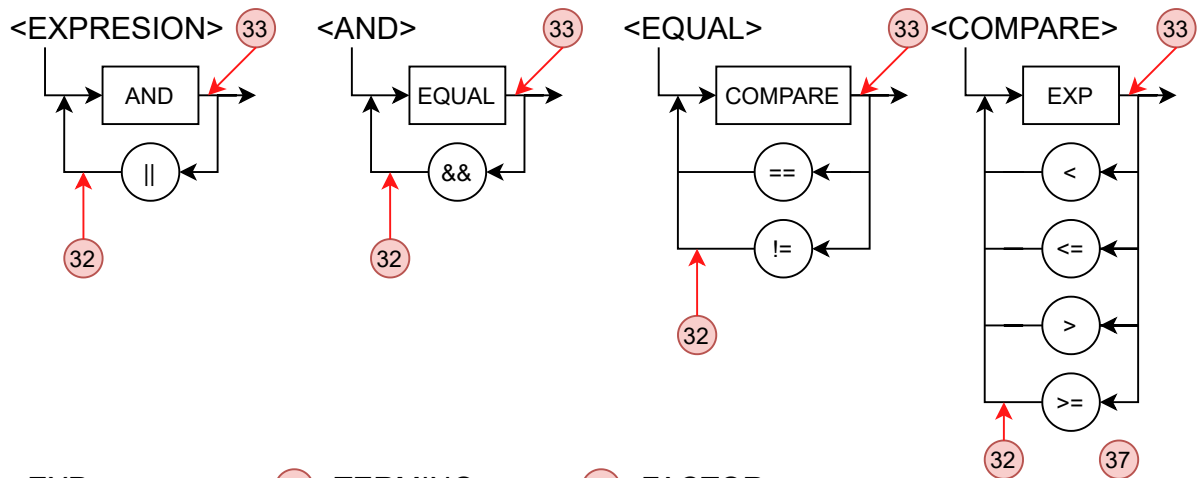 <EXPRESION> 33
AND
||
32
<AND> 33
EQUAL
&&
32
<EQUAL> 33
COMPARE
==
!=
32
<COMPARE> 33
EXP
<
<=
>
>=
32 37